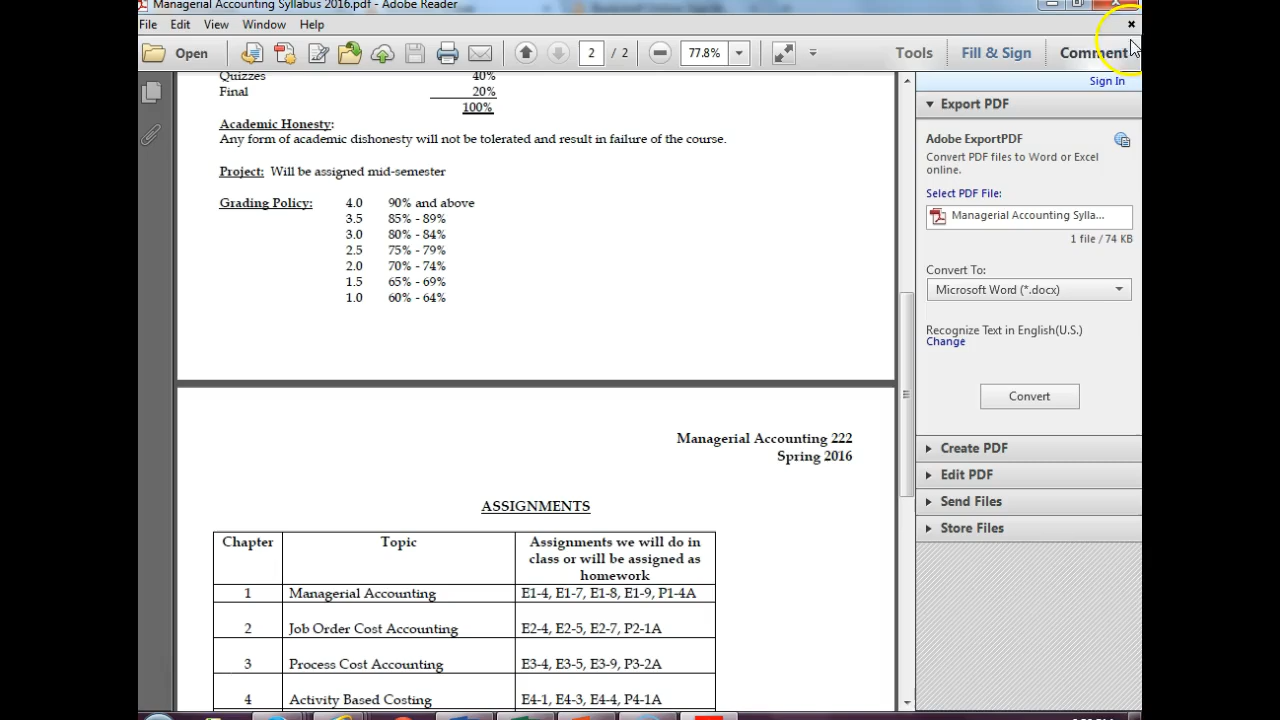 Managerial Accounting Syllabus 2016.pdf - Adobe Reader
File Edit View Window Help
Open 2 / 2 77.8% Tools Fill & Sign Comment
Sign In
Quizzes 40%
Final 20%
100%
Academic Honesty:
Any form of academic dishonesty will not be tolerated and result in failure of the course.
Project: Will be assigned mid-semester
Grading Policy: 4.0 90% and above
3.5 85% - 89%
3.0 80% - 84%
2.5 75% - 79%
2.0 70% - 74%
1.5 65% - 69%
1.0 60% - 64%
Managerial Accounting 222
Spring 2016
ASSIGNMENTS
Chapter Topic Assignments we will do in
class or will be assigned as
homework
1 Managerial Accounting E1-4, E1-7, E1-8, E1-9, P1-4A
2 Job Order Cost Accounting E2-4, E2-5, E2-7, P2-1A
3 Process Cost Accounting E3-4, E3-5, E3-9, P3-2A
4 Activity Based Costing E4-1, E4-3, E4-4, P4-1A
Export PDF
Adobe ExportPDF
Convert PDF files to Word or Excel
online.
Select PDF File:
Managerial Accounting Sylla...
1 file / 74 KB
Convert To:
Microsoft Word (*.docx)
Recognize Text in English(U.S.)
Change
Convert
Create PDF
Edit PDF
Send Files
Store Files